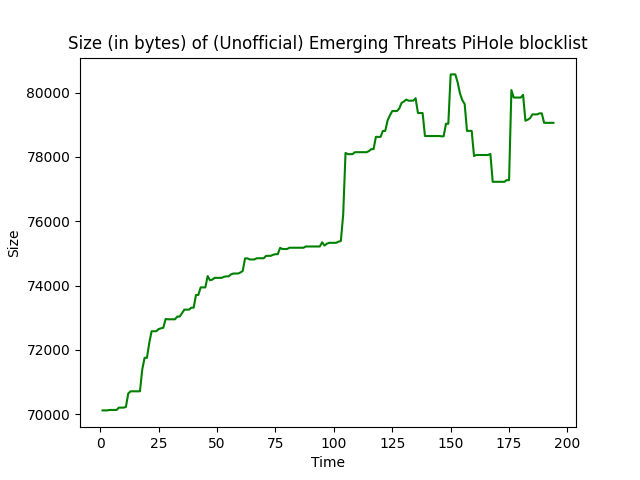 Size (in bytes) of (Unofficial) Emerging Threats PiHole blocklist
80000
78000
76000
74000
72000
70000
Size
0 25 50 75 100 125 150 175 200
Time